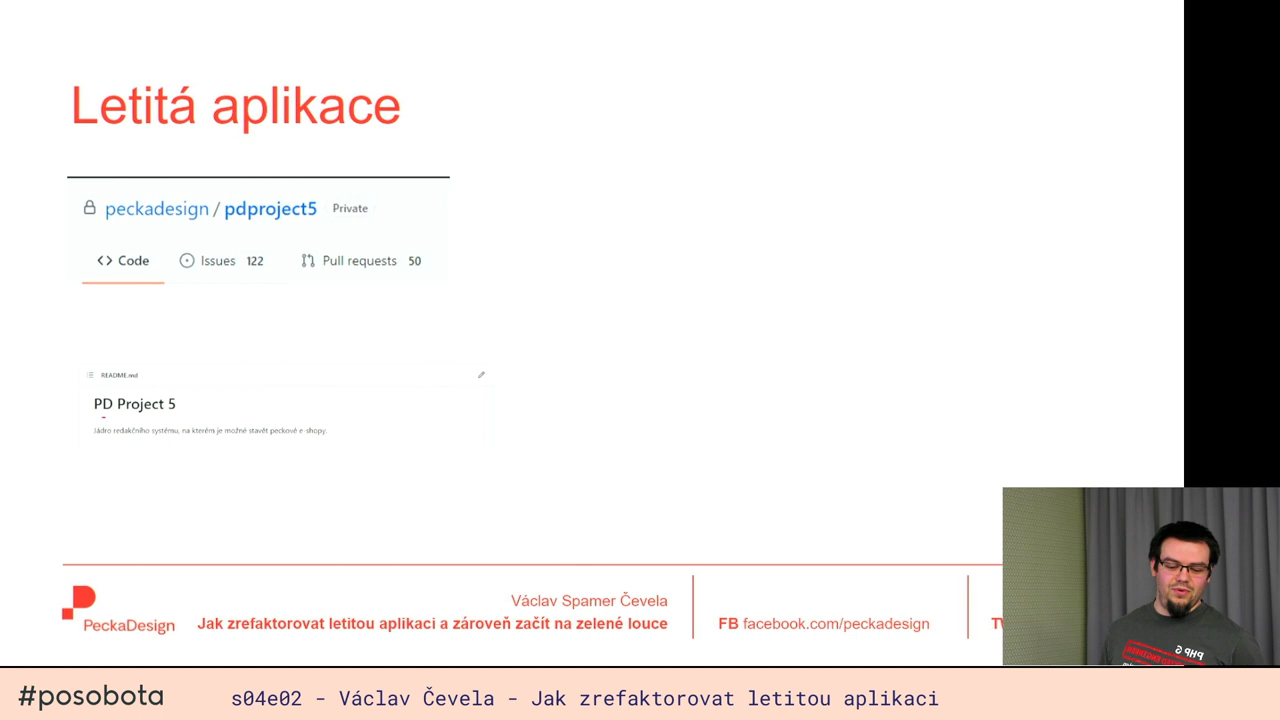 Letitá aplikace
peckadesign / pdproject5 Private
Code Issues 122 Pull requests 50
README.md
PD Project 5
Jádro redakčního systému, na kterém je možné stavět peckové e-shopy.
Václav Spamer Čevela
PeckaDesign
Jak zrefaktorovat letitou aplikaci a zároveň začít na zelené louce
FB facebook.com/peckadesign
PHP 6
#posobota
s04e02 - Václav Čevela - Jak zrefaktorovat letitou aplikaci